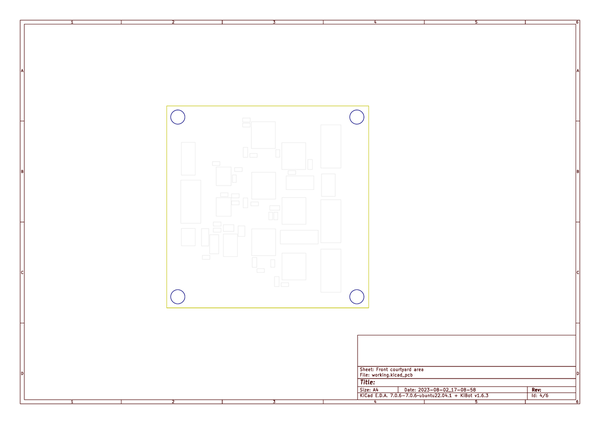 1 2 3 4 5 6
A A
B B
C C
Sheet: Front courtyard area
File: working.kicad_pcb
D D
Title:
Size: A4 Date: 2023-08-02_17-08-58 Rev:
KiCad E.D.A. 7.0.6-7.0.6~ubuntu22.04.1 + KiBot v1.6.3 Id: 4/6
1 2 3 4 5 6